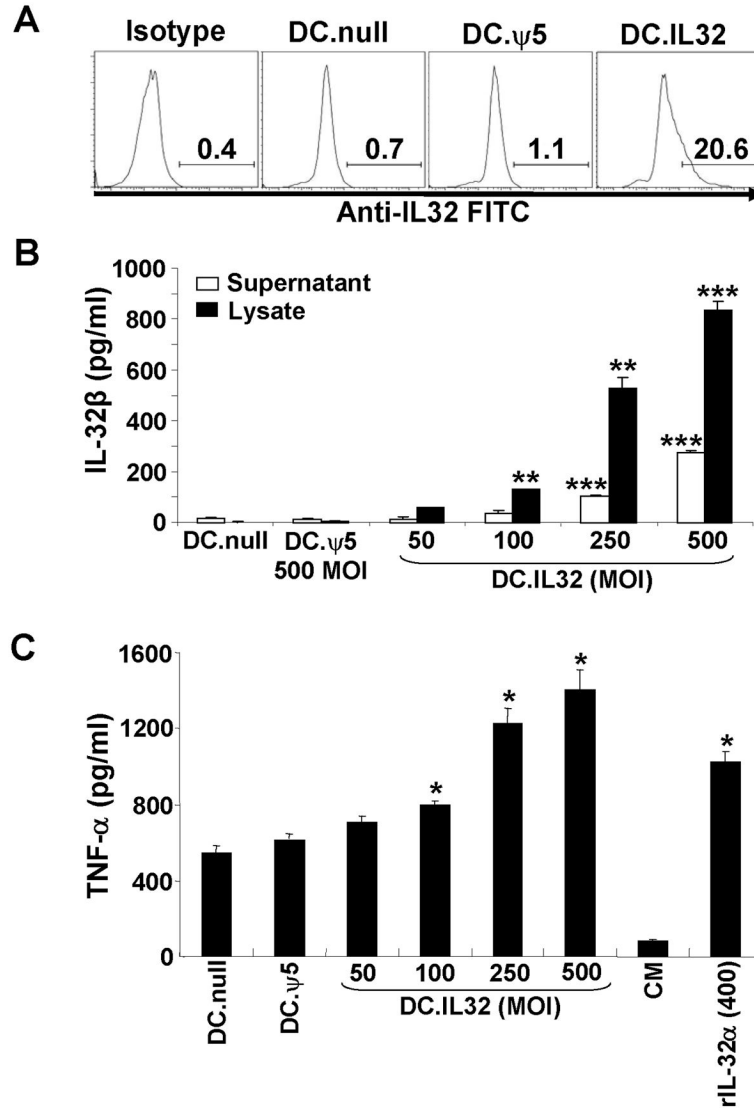 A
Isotype DC.null DC.ψ5 DC.IL32
0.4 0.7 1.1 20.6
Anti-IL32 FITC
B
1000
800
600
400
200
0
IL-32β (pg/ml)
Supernatant
Lysate
** *** ** *** ***
DC.null DC.ψ5 50 100 250 500
500 MOI
DC.IL32 (MOI)
C
1600
1200
800
400
0
TNF-α (pg/ml)
* * * *
DC.null DC.ψ5 50 100 250 500 CM rIL-32α (400)
DC.IL32 (MOI)